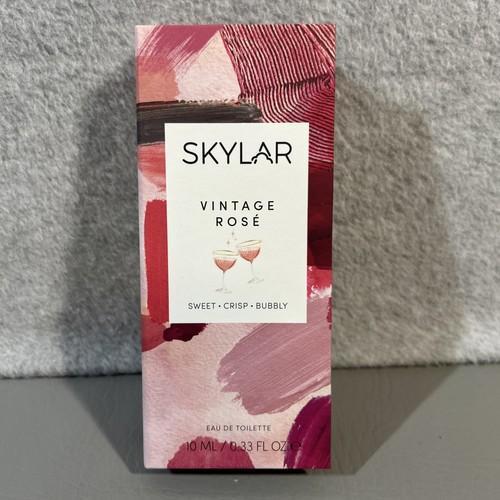 SKYLAR
VINTAGE
ROSÉ
SWEET • CRISP • BUBBLY
EAU DE TOILETTE
10 ML / 0.33 FL OZ ℮